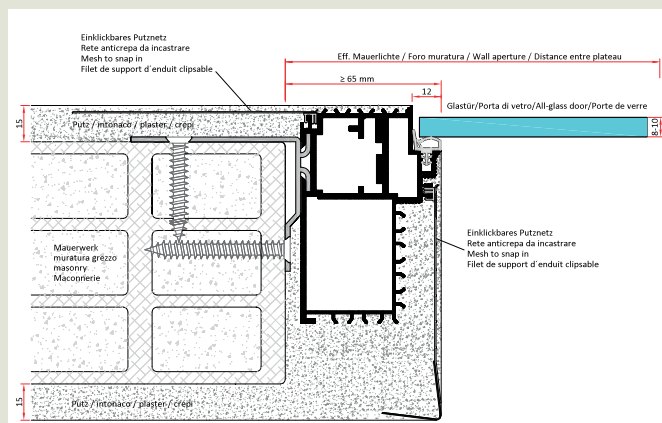 Einklickbares Putznetz
Rete anticrepa da incastrare
Mesh to snap in
Filet de support d´enduit clipsable
Eff. Mauerlichte / Foro muratura / Wall aperture / Distance entre plateau
≥ 65 mm
12
Glastür/Porta di vetro/All-glass door/Porte de verre
15
Putz / intonaco / plaster / crépi
8-10
Einklickbares Putznetz
Rete anticrepa da incastrare
Mesh to snap in
Filet de support d´enduit clipsable
Mauerwerk
muratura grezzo
masonry
Maconnerie
15
Putz / intonaco / plaster / crépi